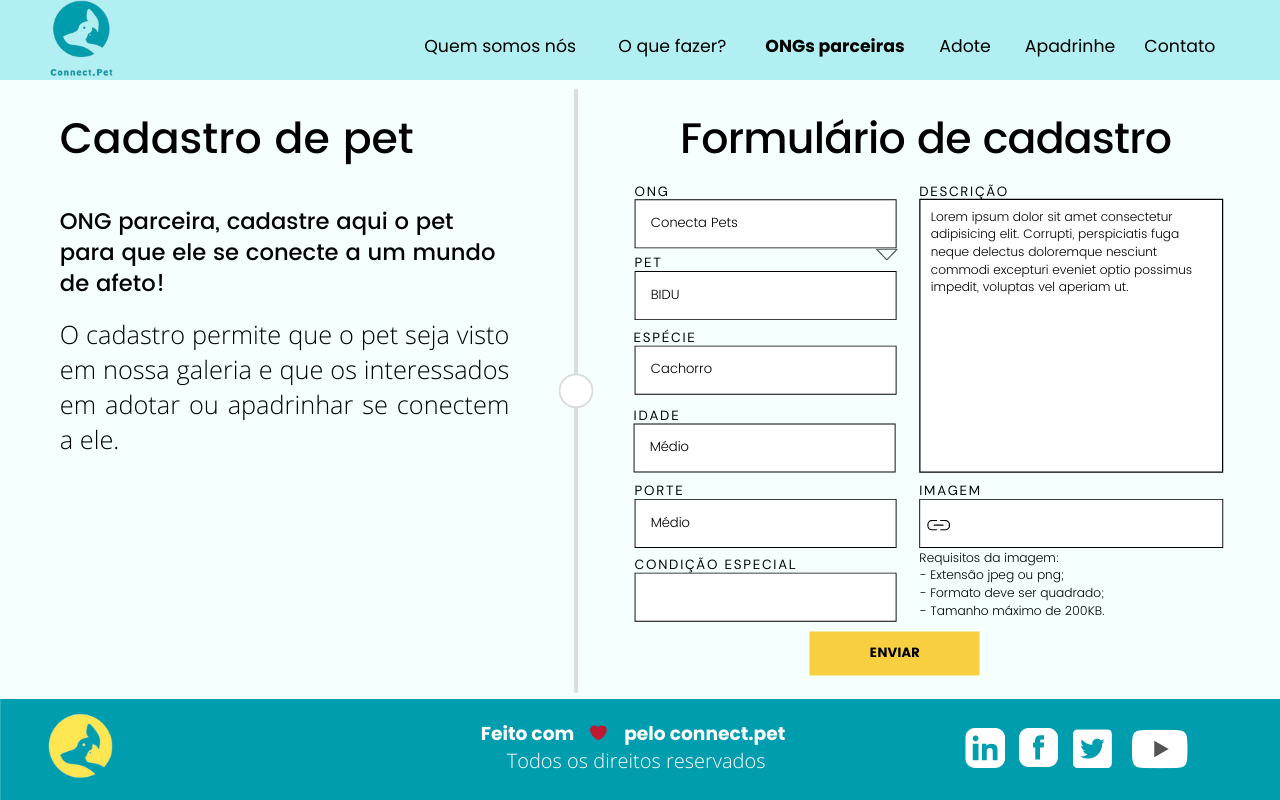 Connect.Pet
Quem somos nós
O que fazer?
ONGs parceiras
Adote
Apadrinhe
Contato
Cadastro de pet
ONG parceira, cadastre aqui o pet
para que ele se conecte a um mundo
de afeto!
O cadastro permite que o pet seja visto
em nossa galeria e que os interessados
em adotar ou apadrinhar se conectem
a ele.
Formulário de cadastro
ONG
Conecta Pets
PET
BIDU
ESPÉCIE
Cachorro
IDADE
Médio
PORTE
Médio
CONDIÇÃO ESPECIAL
DESCRIÇÃO
Lorem ipsum dolor sit amet consectetur
adipisicing elit. Corrupti, perspiciatis fuga
neque delectus doloremque nesciunt
commodi excepturi eveniet optio possimus
impedit, voluptas vel aperiam ut.
IMAGEM
Requisitos da imagem:
- Extensão jpeg ou png;
- Formato deve ser quadrado;
- Tamanho máximo de 200KB.
ENVIAR
Feito com ❤ pelo connect.pet
Todos os direitos reservados